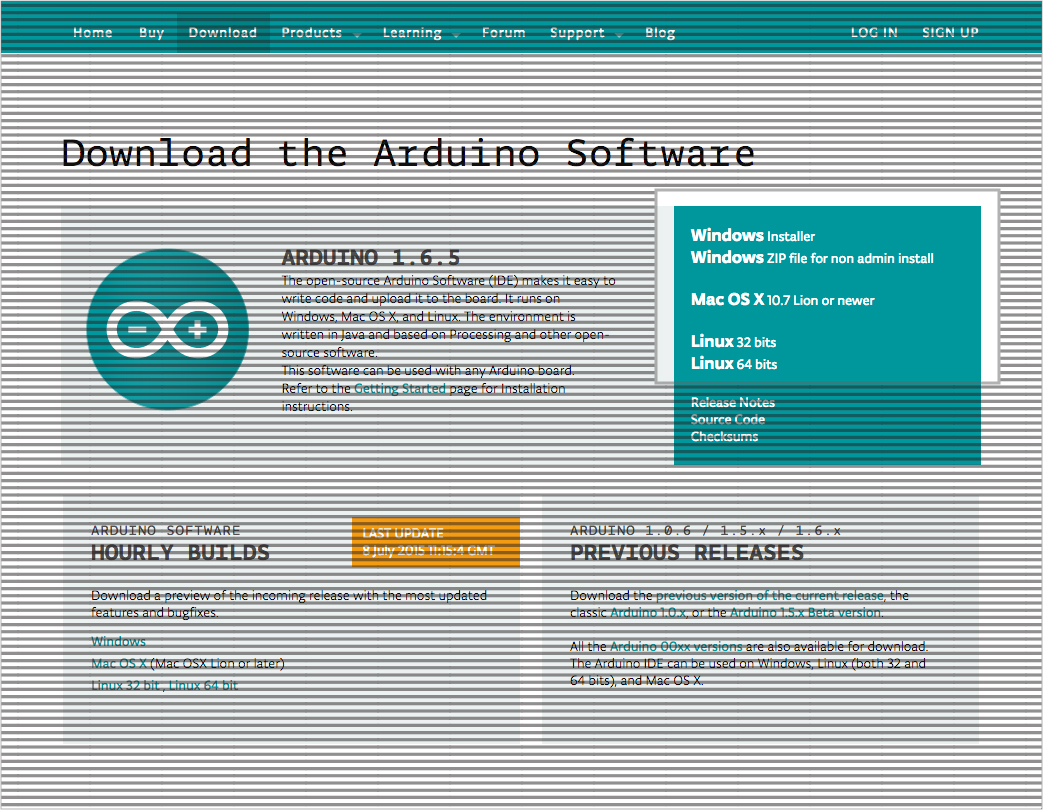 Home Buy Download Products Learning Forum Support Blog LOG IN SIGN UP
Download the Arduino Software
ARDUINO 1.6.5
The open-source Arduino Software (IDE) makes it easy to
write code and upload it to the board. It runs on
Windows, Mac OS X, and Linux. The environment is
written in Java and based on Processing and other open-
source software.
This software can be used with any Arduino board.
Refer to the Getting Started page for Installation
instructions.
Windows Installer
Windows ZIP file for non admin install
Mac OS X 10.7 Lion or newer
Linux 32 bits
Linux 64 bits
Release Notes
Source Code
Checksums
ARDUINO SOFTWARE
HOURLY BUILDS
LAST UPDATE
8 July 2015 11:15:4 GMT
Download a preview of the incoming release with the most updated
features and bugfixes.
Windows
Mac OS X (Mac OSX Lion or later)
Linux 32 bit , Linux 64 bit
ARDUINO 1.0.6 / 1.5.x / 1.6.x
PREVIOUS RELEASES
Download the previous version of the current release, the
classic Arduino 1.0.x, or the Arduino 1.5.x Beta version.
All the Arduino 00xx versions are also available for download.
The Arduino IDE can be used on Windows, Linux (both 32 and
64 bits), and Mac OS X.